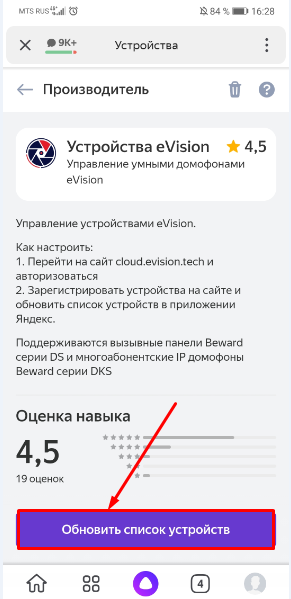 MTS RUS 84 % 16:28
9K+ Устройства
Производитель
Устройства eVision 4,5
Управление умными домофонами
eVision
Управление устройствами eVision.
Как настроить:
1. Перейти на сайт cloud.evision.tech и
авторизоваться
2. Зарегистрировать устройства на сайте и
обновить список устройств в приложении
Яндекс.
Поддерживаются вызывные панели Beward
серии DS и многоабонентские IP домофоны
Beward серии DKS
Оценка навыка
4,5
19 оценок
Обновить список устройств
4